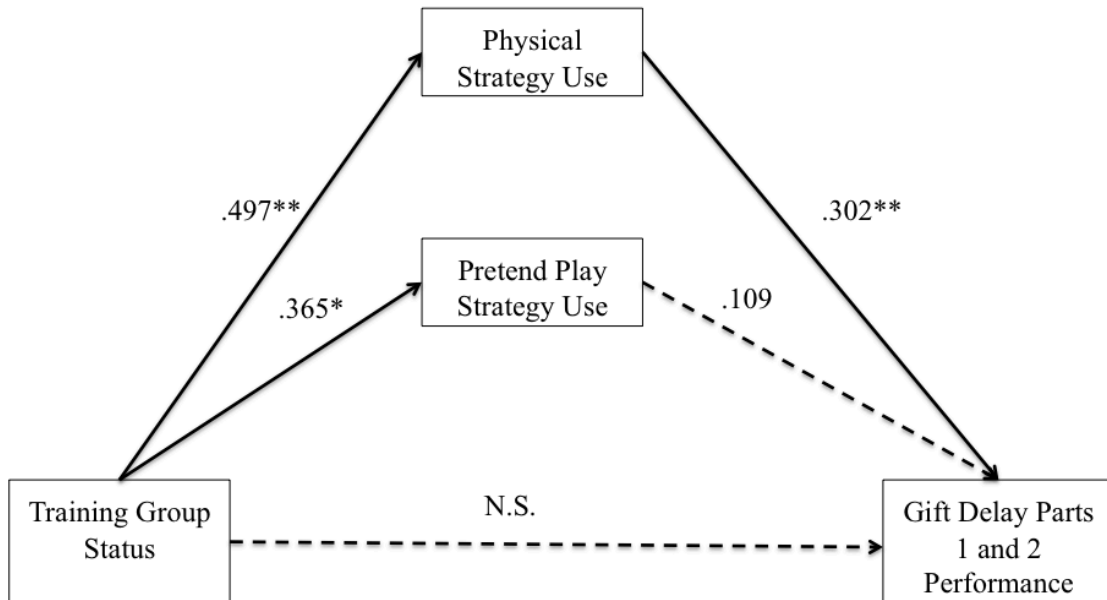 Physical
Strategy Use
.497**
.302**
Pretend Play
Strategy Use
.365*
.109
Training Group
Status
N.S.
Gift Delay Parts
1 and 2
Performance